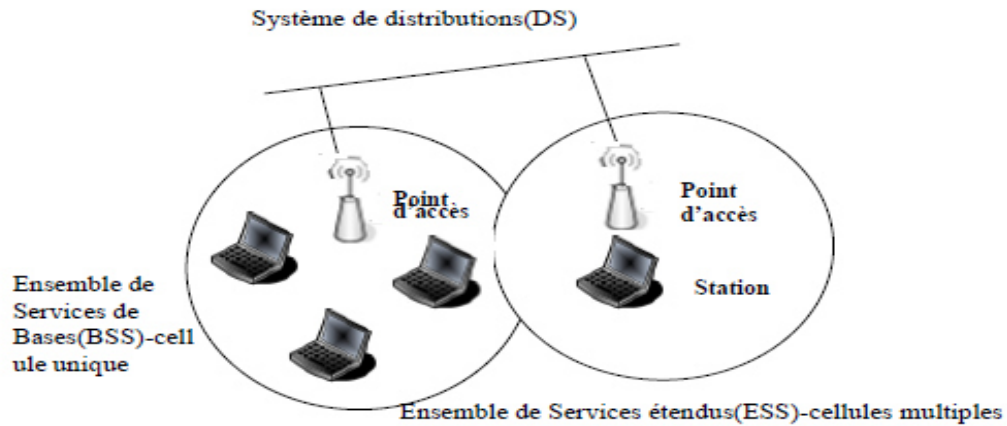 Système de distributions(DS)
Point
d'accès
Point
d'accès
Station
Ensemble de
Services de
Bases(BSS)-cell
ule unique
Ensemble de Services étendus(ESS)-cellules multiples